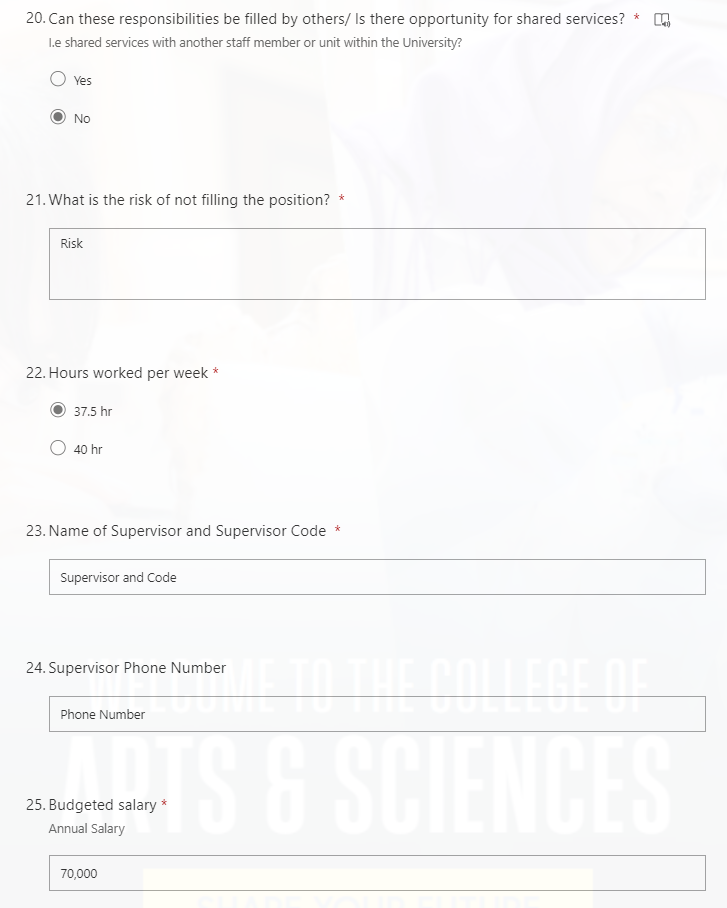 20. Can these responsibilities be filled by others/ Is there opportunity for shared services? *
I.e shared services with another staff member or unit within the University?
Yes
No
21. What is the risk of not filling the position? *
Risk
22. Hours worked per week *
37.5 hr
40 hr
23. Name of Supervisor and Supervisor Code *
Supervisor and Code
24. Supervisor Phone Number
WELCOME TO THE COLLEGE OF
Phone Number
ARTS & SCIENCES
25. Budgeted salary *
Annual Salary
70,000
SHAPE YOUR FUTURE